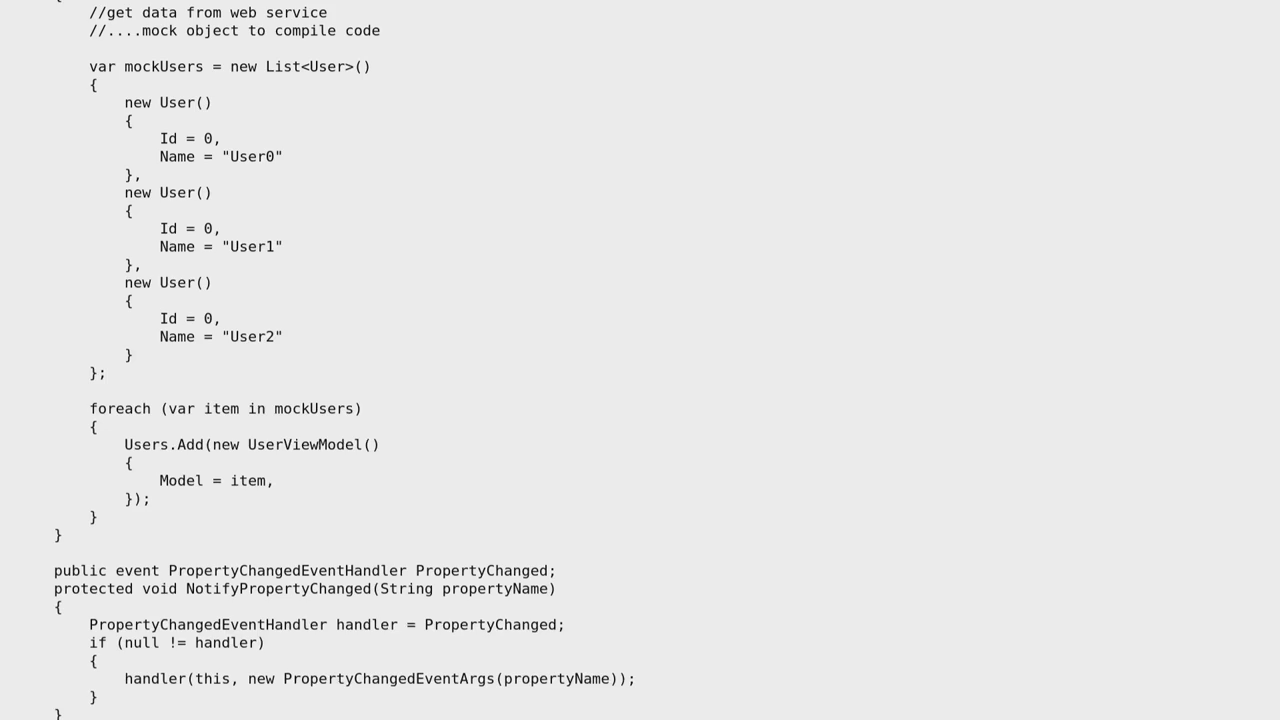 {
//get data from web service
//....mock object to compile code
var mockUsers = new List<User>()
{
new User()
{
Id = 0,
Name = "User0"
},
new User()
{
Id = 0,
Name = "User1"
},
new User()
{
Id = 0,
Name = "User2"
}
};
foreach (var item in mockUsers)
{
Users.Add(new UserViewModel()
{
Model = item,
});
}
}
public event PropertyChangedEventHandler PropertyChanged;
protected void NotifyPropertyChanged(String propertyName)
{
PropertyChangedEventHandler handler = PropertyChanged;
if (null != handler)
{
handler(this, new PropertyChangedEventArgs(propertyName));
}
}